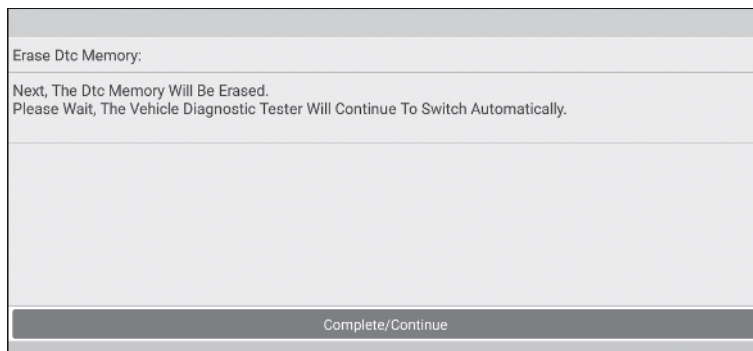 Erase Dtc Memory:
Next, The Dtc Memory Will Be Erased.
Please Wait, The Vehicle Diagnostic Tester Will Continue To Switch Automatically.
Complete/Continue